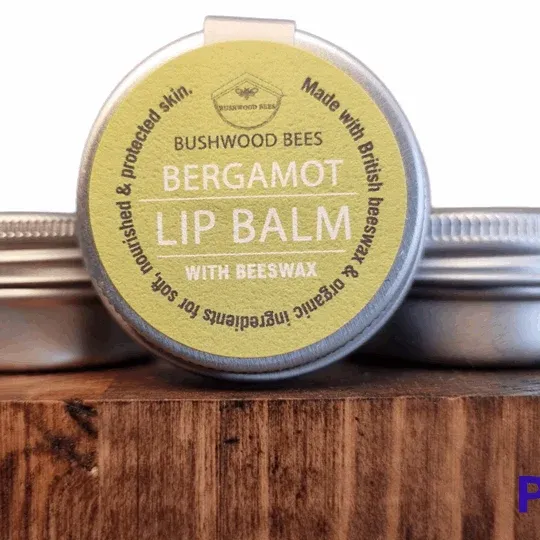 BUSHWOOD BEES
BUSHWOOD BEES
BERGAMOT
LIP BALM
WITH BEESWAX
Made with British beeswax & organic ingredients for soft, nourished & protected skin.
P